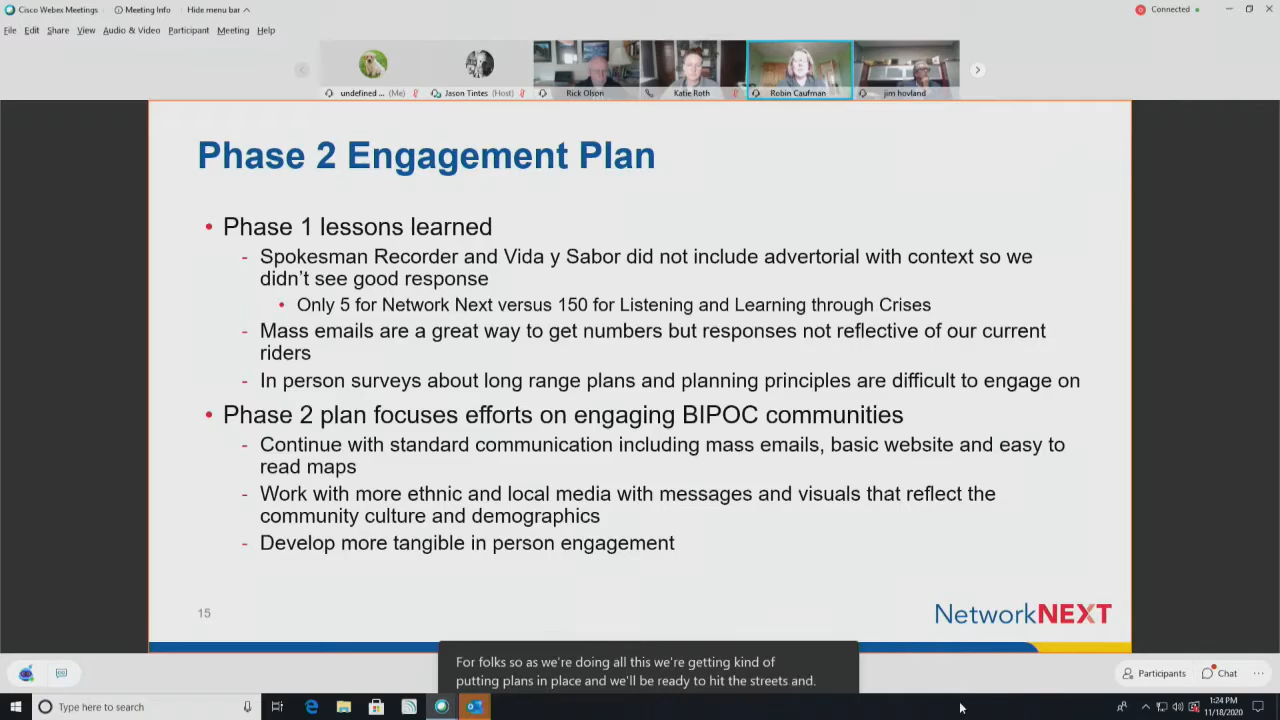 Cisco Webex Meetings Meeting Info Hide menu bar Connected
File Edit Share View Audio & Video Participant Meeting Help
undefined ... (Me) Jason Tintes (Host) Rick Olson Katie Roth Robin Caufman jim hovland
Phase 2 Engagement Plan
• Phase 1 lessons learned
- Spokesman Recorder and Vida y Sabor did not include advertorial with context so we
didn't see good response
• Only 5 for Network Next versus 150 for Listening and Learning through Crises
- Mass emails are a great way to get numbers but responses not reflective of our current
riders
- In person surveys about long range plans and planning principles are difficult to engage on
• Phase 2 plan focuses efforts on engaging BIPOC communities
- Continue with standard communication including mass emails, basic website and easy to
read maps
- Work with more ethnic and local media with messages and visuals that reflect the
community culture and demographics
- Develop more tangible in person engagement
15
NetworkNEXT
For folks so as we're doing all this we're getting kind of
putting plans in place and we'll be ready to hit the streets and.
Participants Chat ...
Type here to search
1:24 PM
11/18/2020